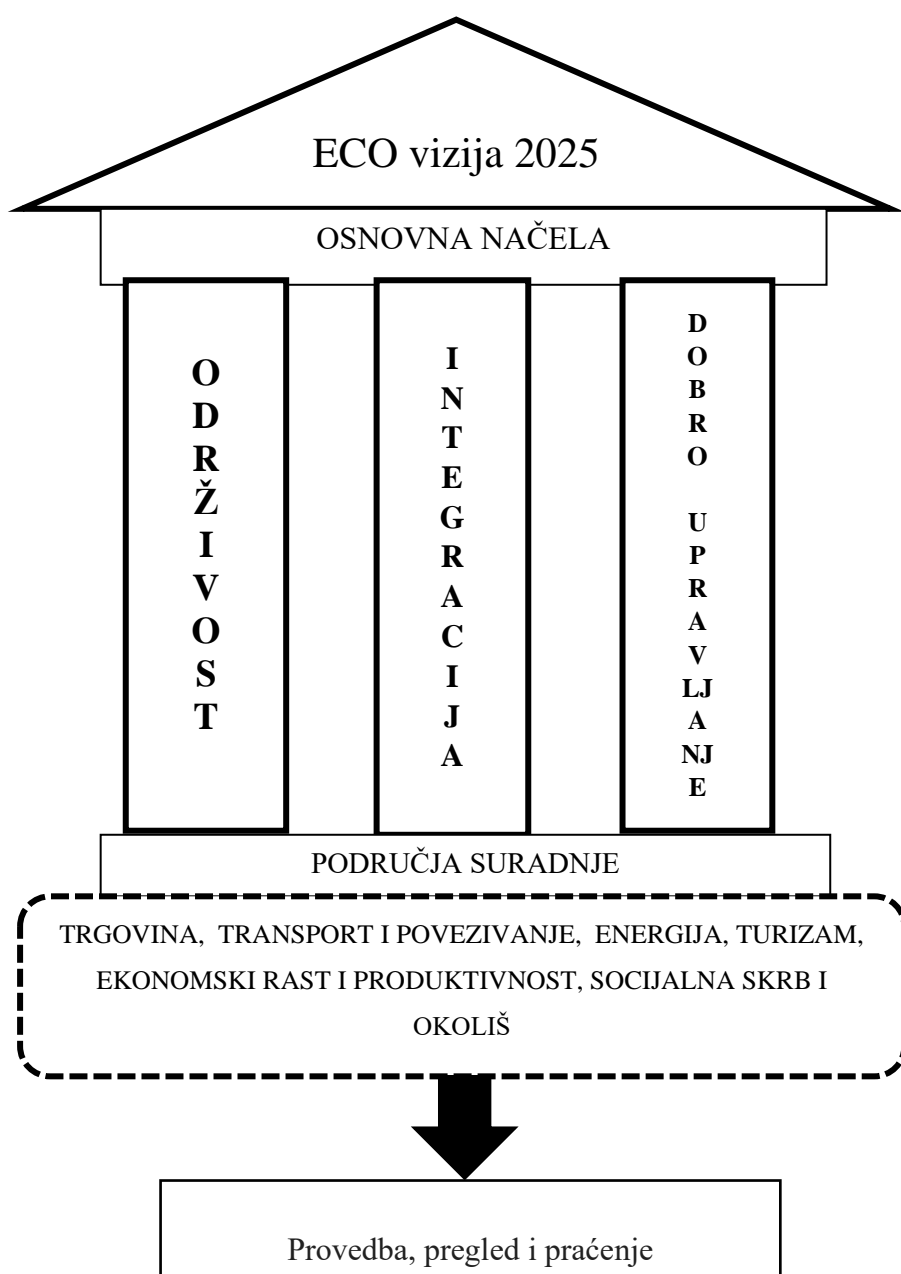 ECO vizija 2025
OSNOVNA NAČELA
ODRŽIVOST
INTEGRACIJA
DOBRO UPRAVLJANJE
PODRUČJA SURADNJE
TRGOVINA, TRANSPORT I POVEZIVANJE, ENERGIJA, TURIZAM,
EKONOMSKI RAST I PRODUKTIVNOST, SOCIJALNA SKRB I
OKOLIŠ
Provedba, pregled i praćenje